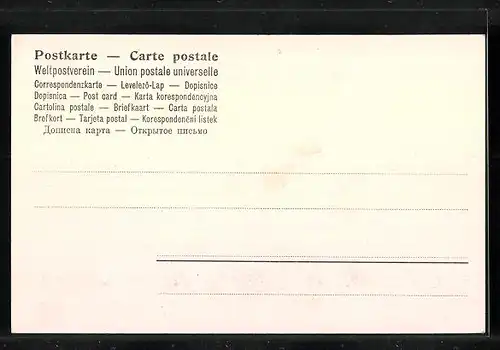 Postkarte — Carte postale
Weltpostverein — Union postale universelle
Correspondenzkarte — Levelező-Lap — Dopisnice
Dopisnica — Post card — Karta korespondencyjna
Cartolina postale — Briefkaart — Carta postala
Brefkort — Tarjeta postal — Korespondenční listek
Дописна карта — Открытое письмо